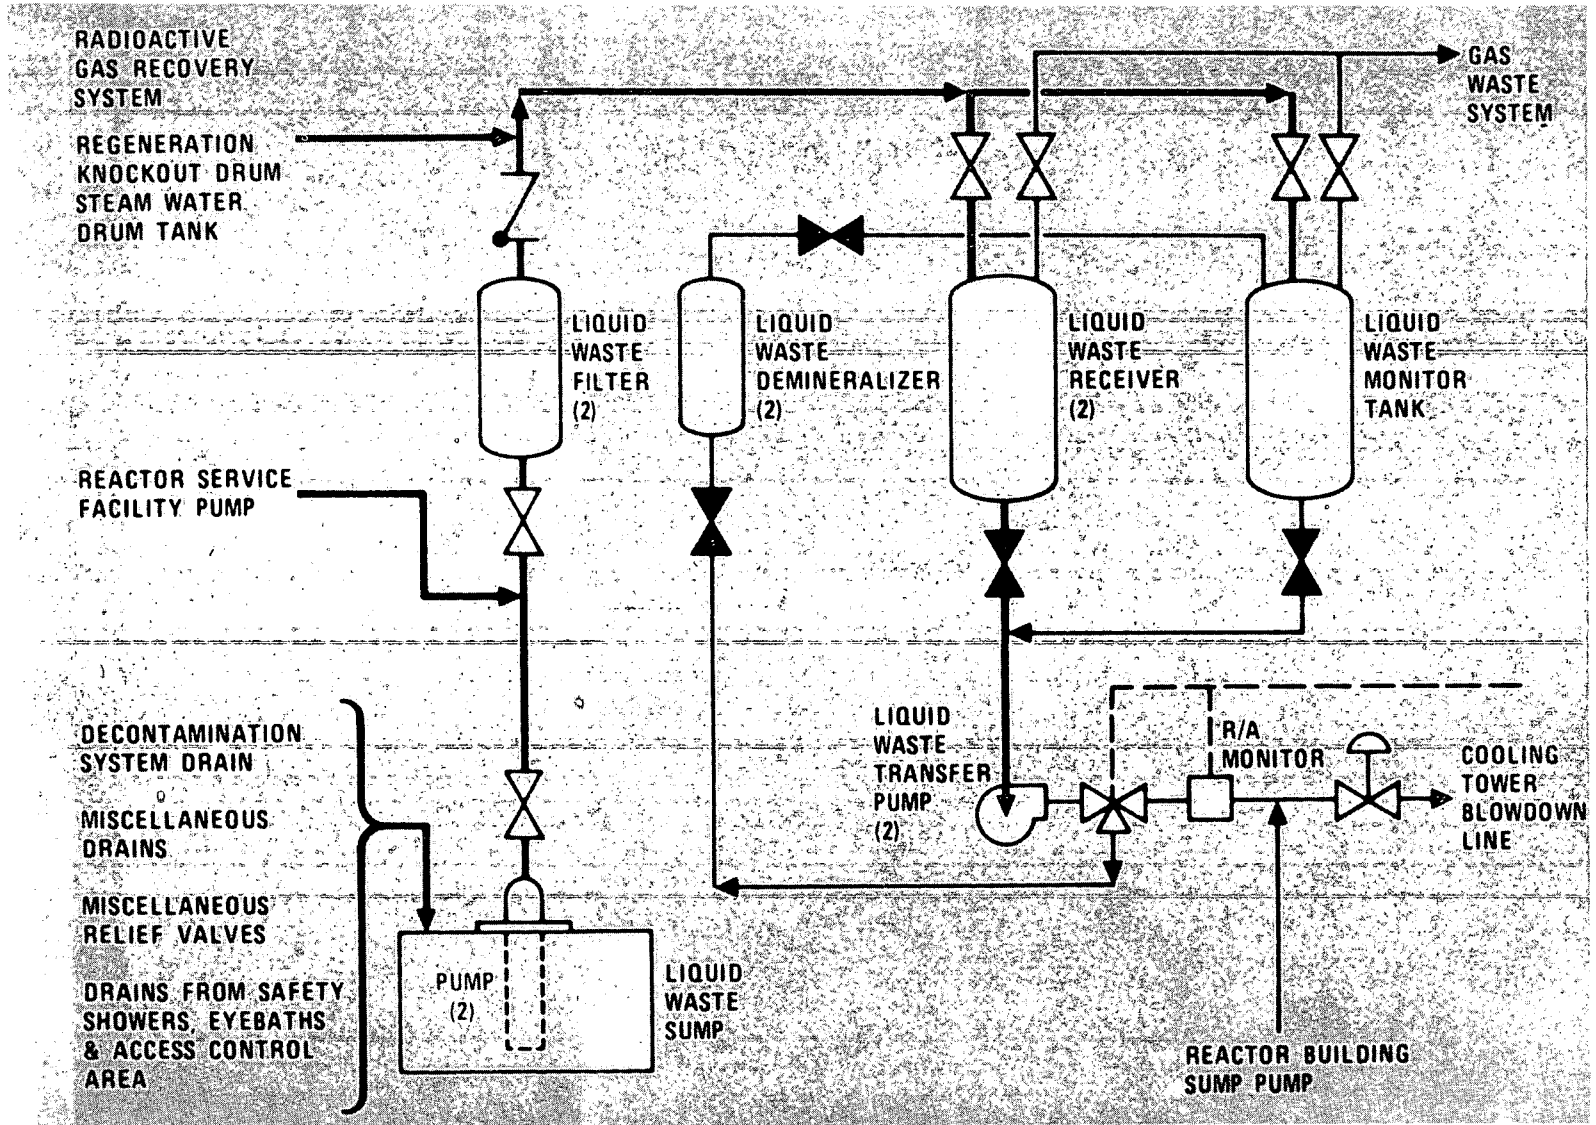 RADIOACTIVE
GAS RECOVERY
SYSTEM
REGENERATION
KNOCKOUT DRUM
STEAM WATER
DRUM TANK
GAS
WASTE
SYSTEM
LIQUID
WASTE
FILTER
(2)
LIQUID
WASTE
DEMINERALIZER
(2)
LIQUID
WASTE
RECEIVER
(2)
LIQUID
WASTE
MONITOR
TANK
REACTOR SERVICE
FACILITY PUMP
DECONTAMINATION
SYSTEM DRAIN
MISCELLANEOUS
DRAINS
MISCELLANEOUS
RELIEF VALVES
DRAINS FROM SAFETY
SHOWERS, EYEBATHS
& ACCESS CONTROL
AREA
PUMP
(2)
LIQUID
WASTE
SUMP
LIQUID
WASTE
TRANSFER
PUMP
(2)
R/A
MONITOR
COOLING
TOWER
BLOWDOWN
LINE
REACTOR BUILDING
SUMP PUMP